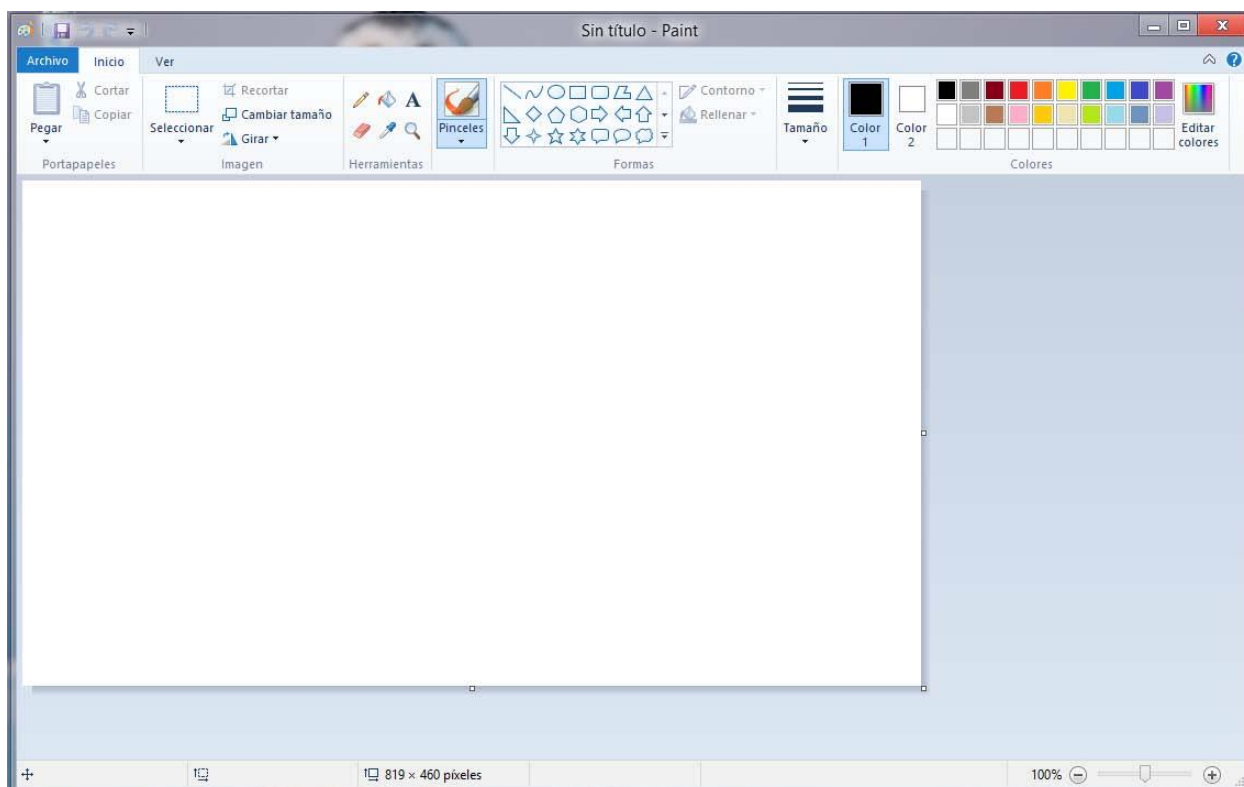 Sin título - Paint
Archivo Inicio Ver
Pegar
Cortar
Copiar
Portapapeles
Seleccionar
Recortar
Cambiar tamaño
Girar
Imagen
A
Herramientas
Pinceles
Contorno
Rellenar
Formas
Tamaño
Color
1
Color
2
Editar
colores
Colores
819 × 460 píxeles
100%